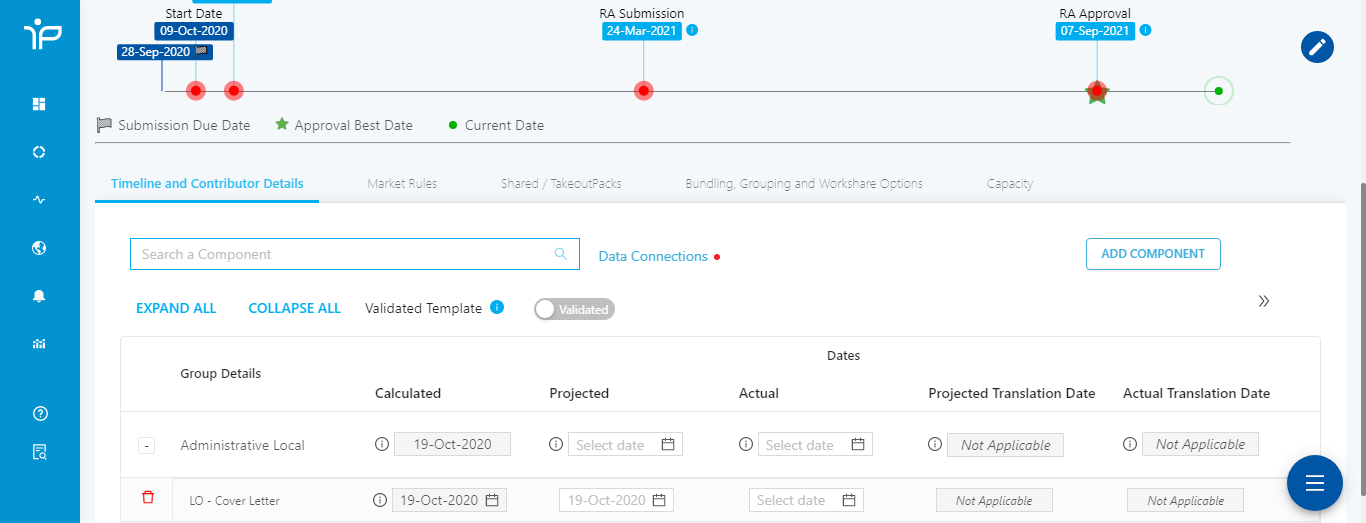 Start Date
RA Submission
RA Approval
09-Oct-2020
24-Mar-2021
07-Sep-2021
28-Sep-2020
Submission Due Date
Approval Best Date
Current Date
Timeline and Contributor Details
Market Rules
Shared / TakeoutPacks
Bundling, Grouping and Workshare Options
Capacity
Search a Component
Data Connections
ADD COMPONENT
EXPAND ALL
COLLAPSE ALL
Validated Template
Validated
Dates
Group Details
Calculated
Projected
Actual
Projected Translation Date
Actual Translation Date
-
Administrative Local
19-Oct-2020
Select date
Select date
Not Applicable
Not Applicable
LO - Cover Letter
19-Oct-2020
19-Oct-2020
Select date
Not Applicable
Not Applicable